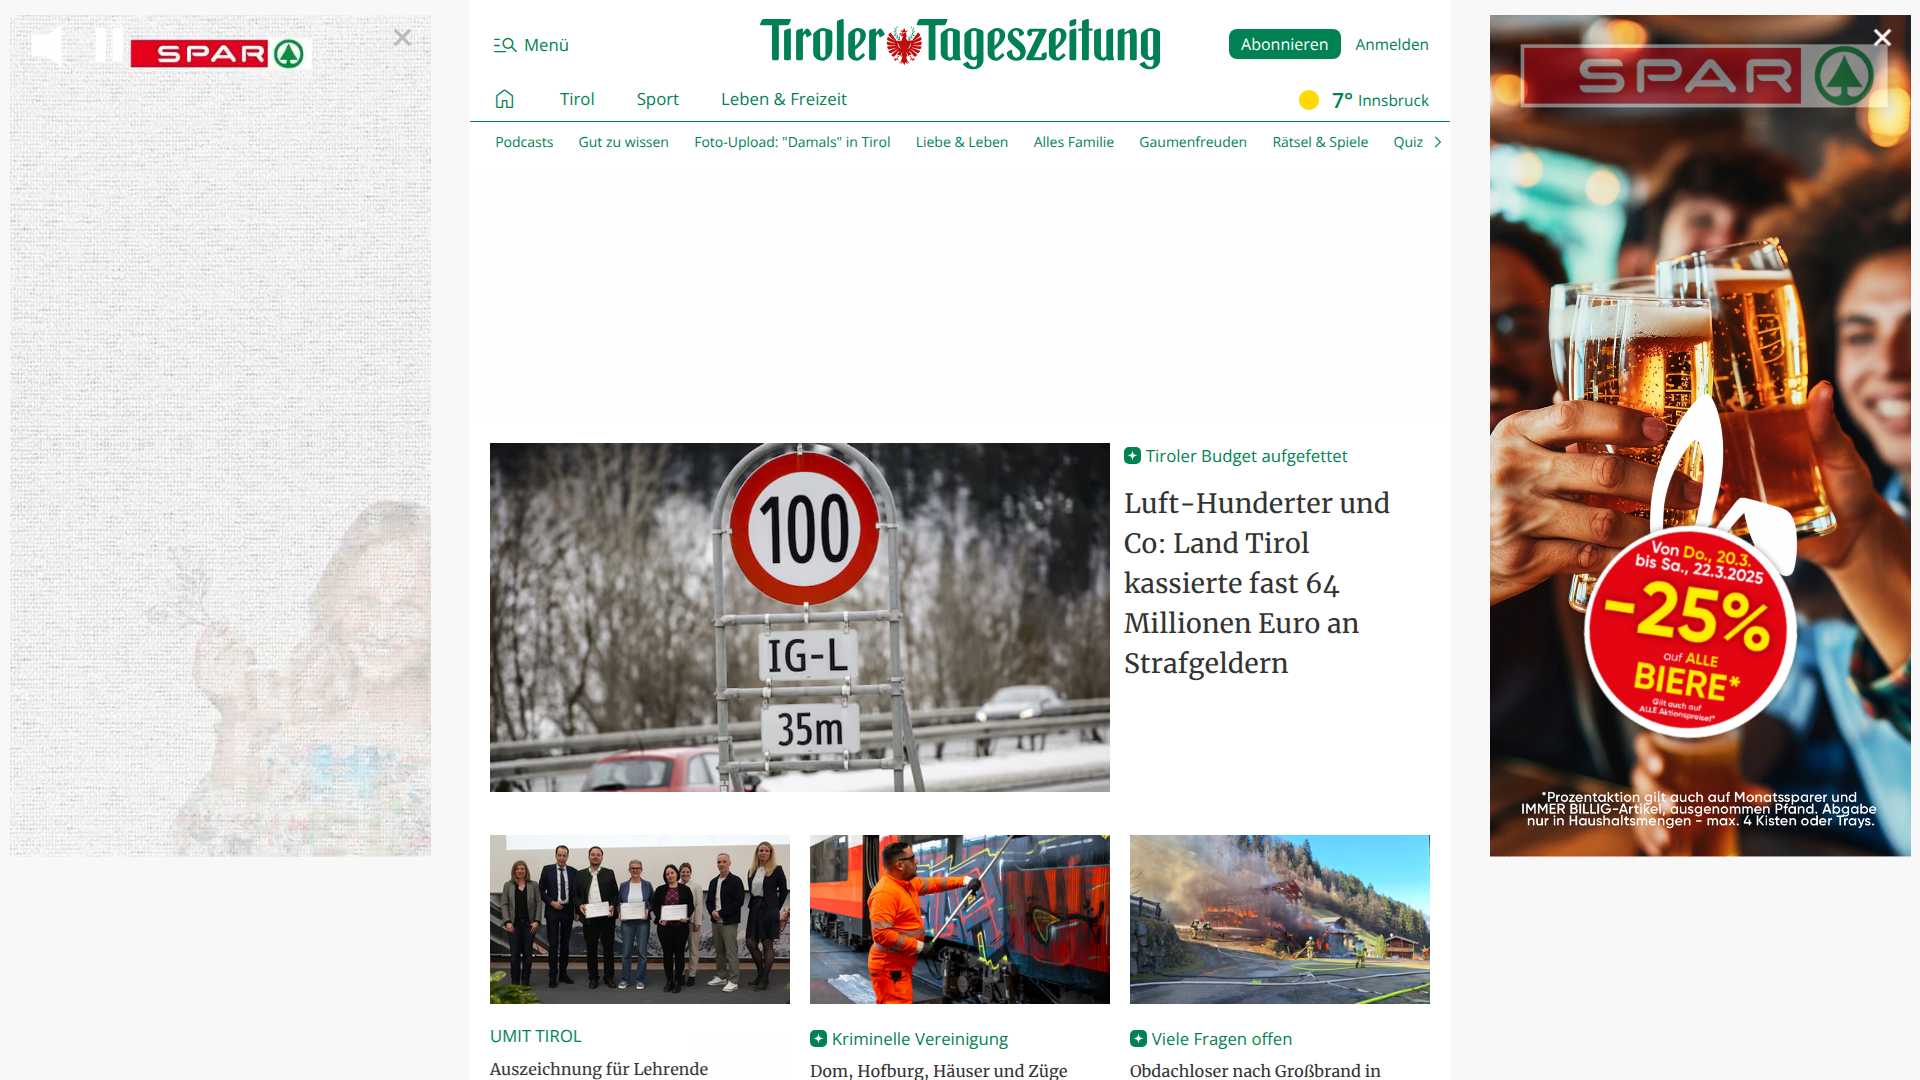 SPAR
Menü
Tiroler Tageszeitung
Abonnieren
Anmelden
Tirol
Sport
Leben & Freizeit
7° Innsbruck
Podcasts
Gut zu wissen
Foto-Upload: "Damals" in Tirol
Liebe & Leben
Alles Familie
Gaumenfreuden
Rätsel & Spiele
Quiz
100
IG-L
35m
Tiroler Budget aufgefettet
Luft-Hunderter und
Co: Land Tirol
kassierte fast 64
Millionen Euro an
Strafgeldern
UMIT TIROL
Auszeichnung für Lehrende
Kriminelle Vereinigung
Dom, Hofburg, Häuser und Züge
Viele Fragen offen
Obdachloser nach Großbrand in
SPAR
Von Do., 20.3.
bis Sa., 22.3.2025
-25%
auf ALLE
BIERE*
Gilt auch auf
ALLE Aktionspreise!*
*Prozentaktion gilt auch auf Monatssparer und
IMMER BILLIG-Artikel, ausgenommen Pfand. Abgabe
nur in Haushaltsmengen - max. 4 Kisten oder Trays.